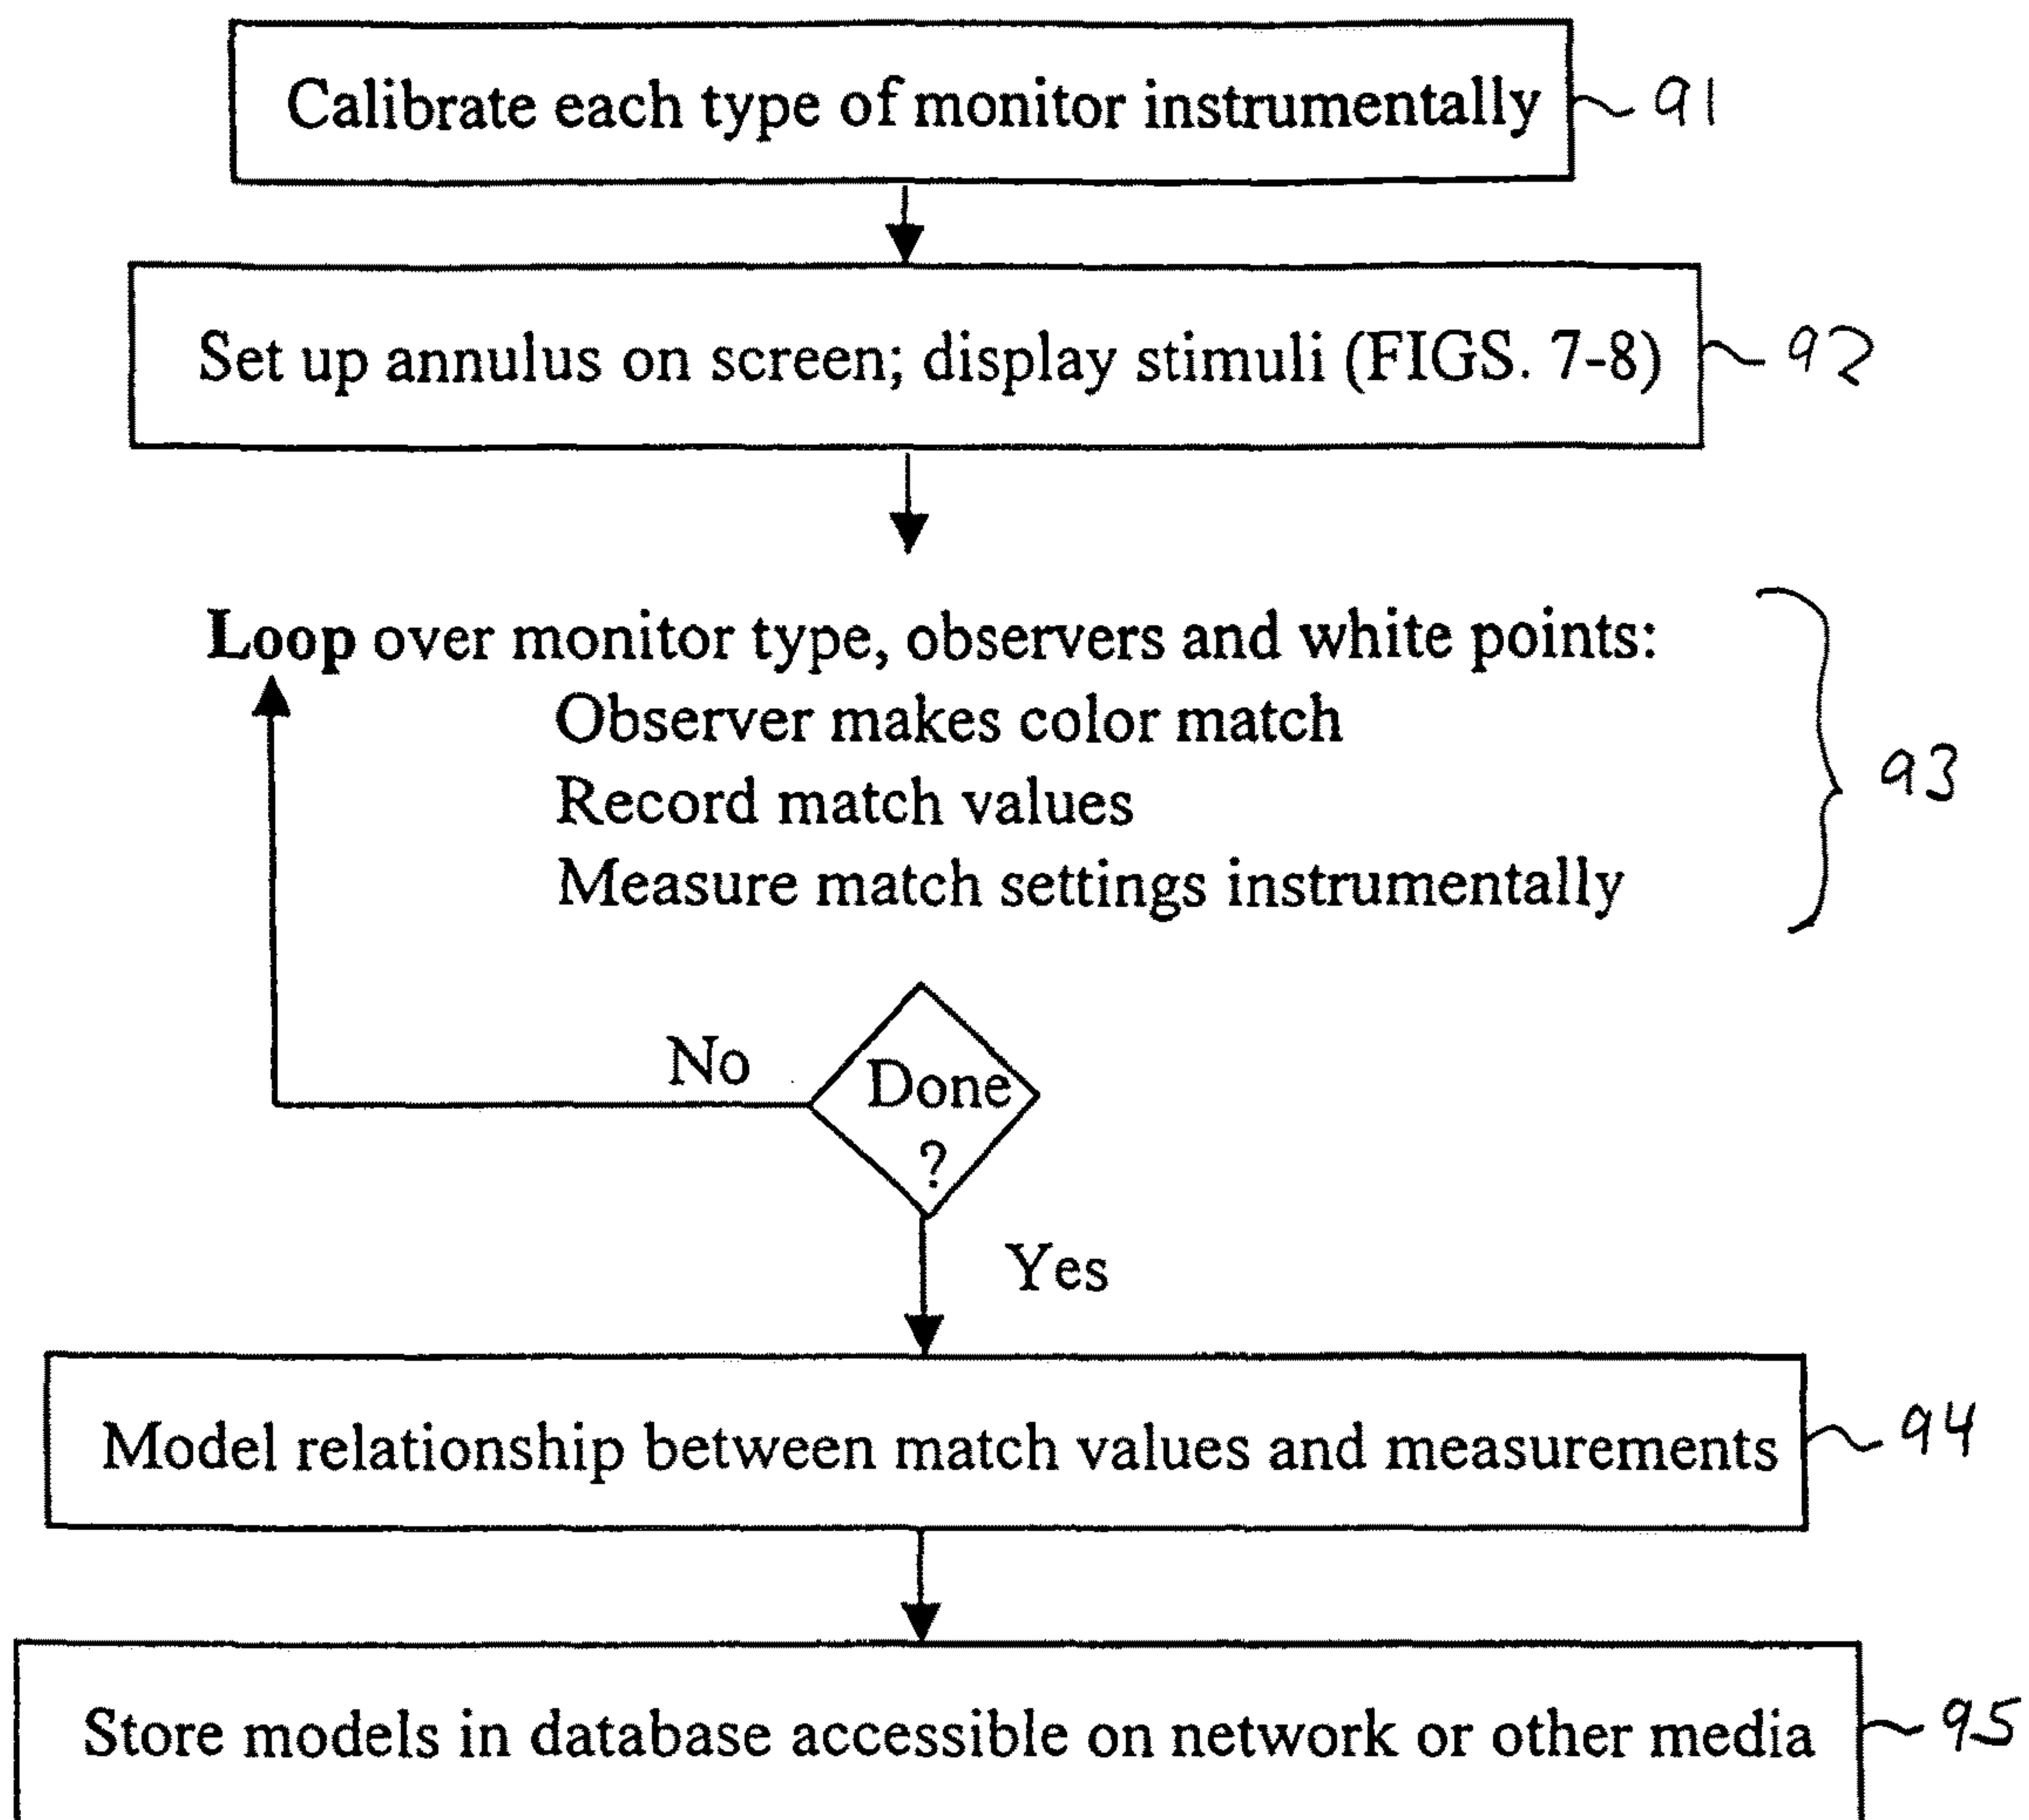 Calibrate each type of monitor instrumentally
91
Set up annulus on screen; display stimuli (FIGS. 7-8)
92
Loop over monitor type, observers and white points:
Observer makes color match
Record match values
Measure match settings instrumentally
93
No
Done
?
Yes
Model relationship between match values and measurements
94
Store models in database accessible on network or other media
95